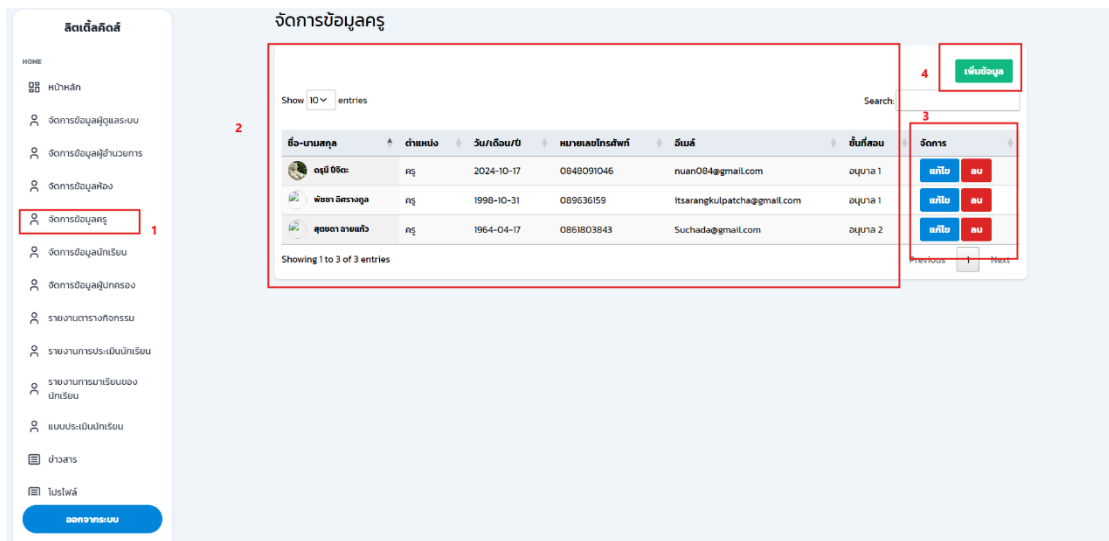 ลิตเติ้ลคิดส์
HOME
หน้าหลัก
จัดการข้อมูลผู้ดูแลระบบ
จัดการข้อมูลผู้อำนวยการ
จัดการข้อมูลห้อง
จัดการข้อมูลครู
1
จัดการข้อมูลนักเรียน
จัดการข้อมูลผู้ปกครอง
รายงานตารางกิจกรรม
รายงานการประเมินนักเรียน
รายงานการมาเรียนของ
นักเรียน
แบบประเมินนักเรียน
ข่าวสาร
โปรไฟล์
ออกจากระบบ
จัดการข้อมูลครู
4 เพิ่มข้อมูล
Show 10 entries Search:
2
3
ชื่อ-นามสกุล ตำแหน่ง วัน/เดือน/ปี หมายเลขโทรศัพท์ อีเมล์ ชั้นที่สอน จัดการ
ดรุนี ปิจิตะ ครู 2024-10-17 0848091046 nuan084@gmail.com อนุบาล 1 แก้ไข ลบ
พัชชา อิศรางกูล ครู 1998-10-31 089636159 itsarangkulpatcha@gmail.com อนุบาล 1 แก้ไข ลบ
สุดชดา ฉายแก้ว ครู 1964-04-17 0861803843 Suchada@gmail.com อนุบาล 2 แก้ไข ลบ
Showing 1 to 3 of 3 entries Previous 1 Next